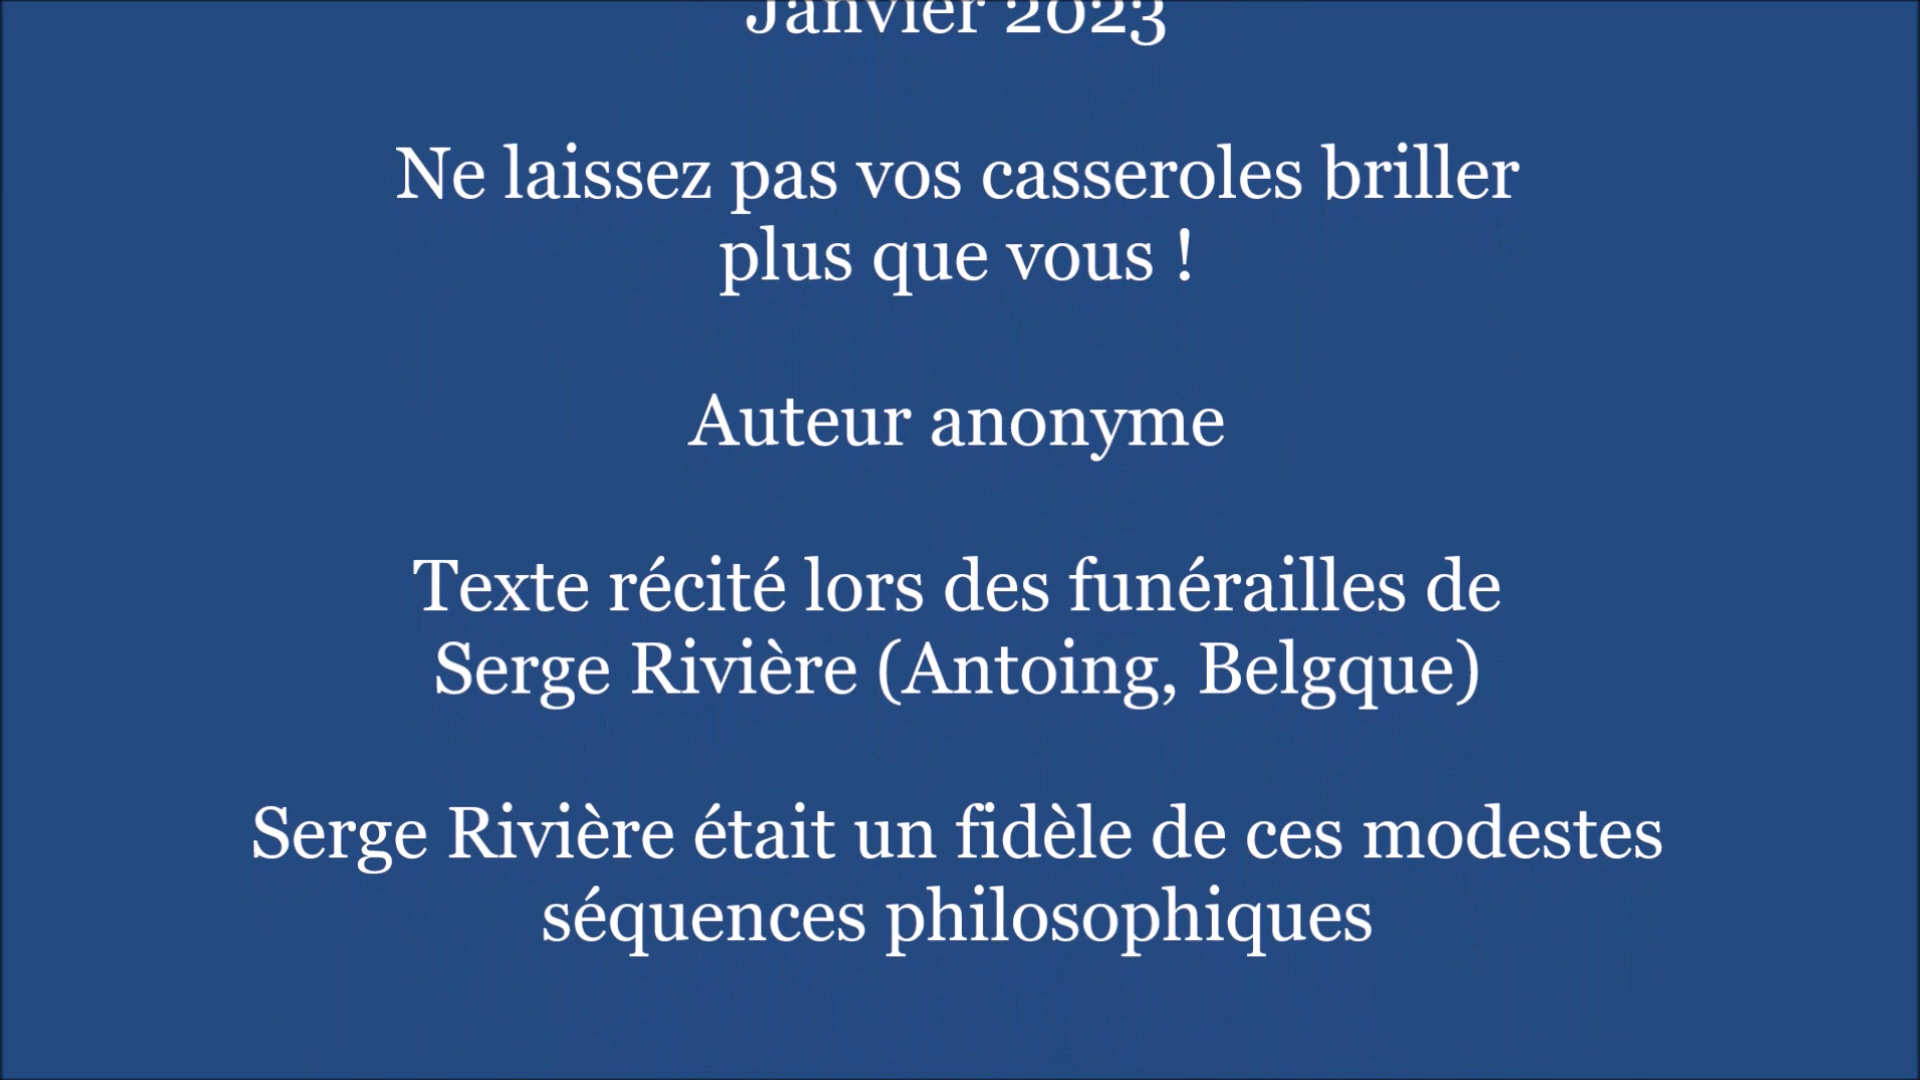 Janvier 2023
Ne laissez pas vos casseroles briller
plus que vous !
Auteur anonyme
Texte récité lors des funérailles de
Serge Rivière (Antoing, Belgque)
Serge Rivière était un fidèle de ces modestes
séquences philosophiques